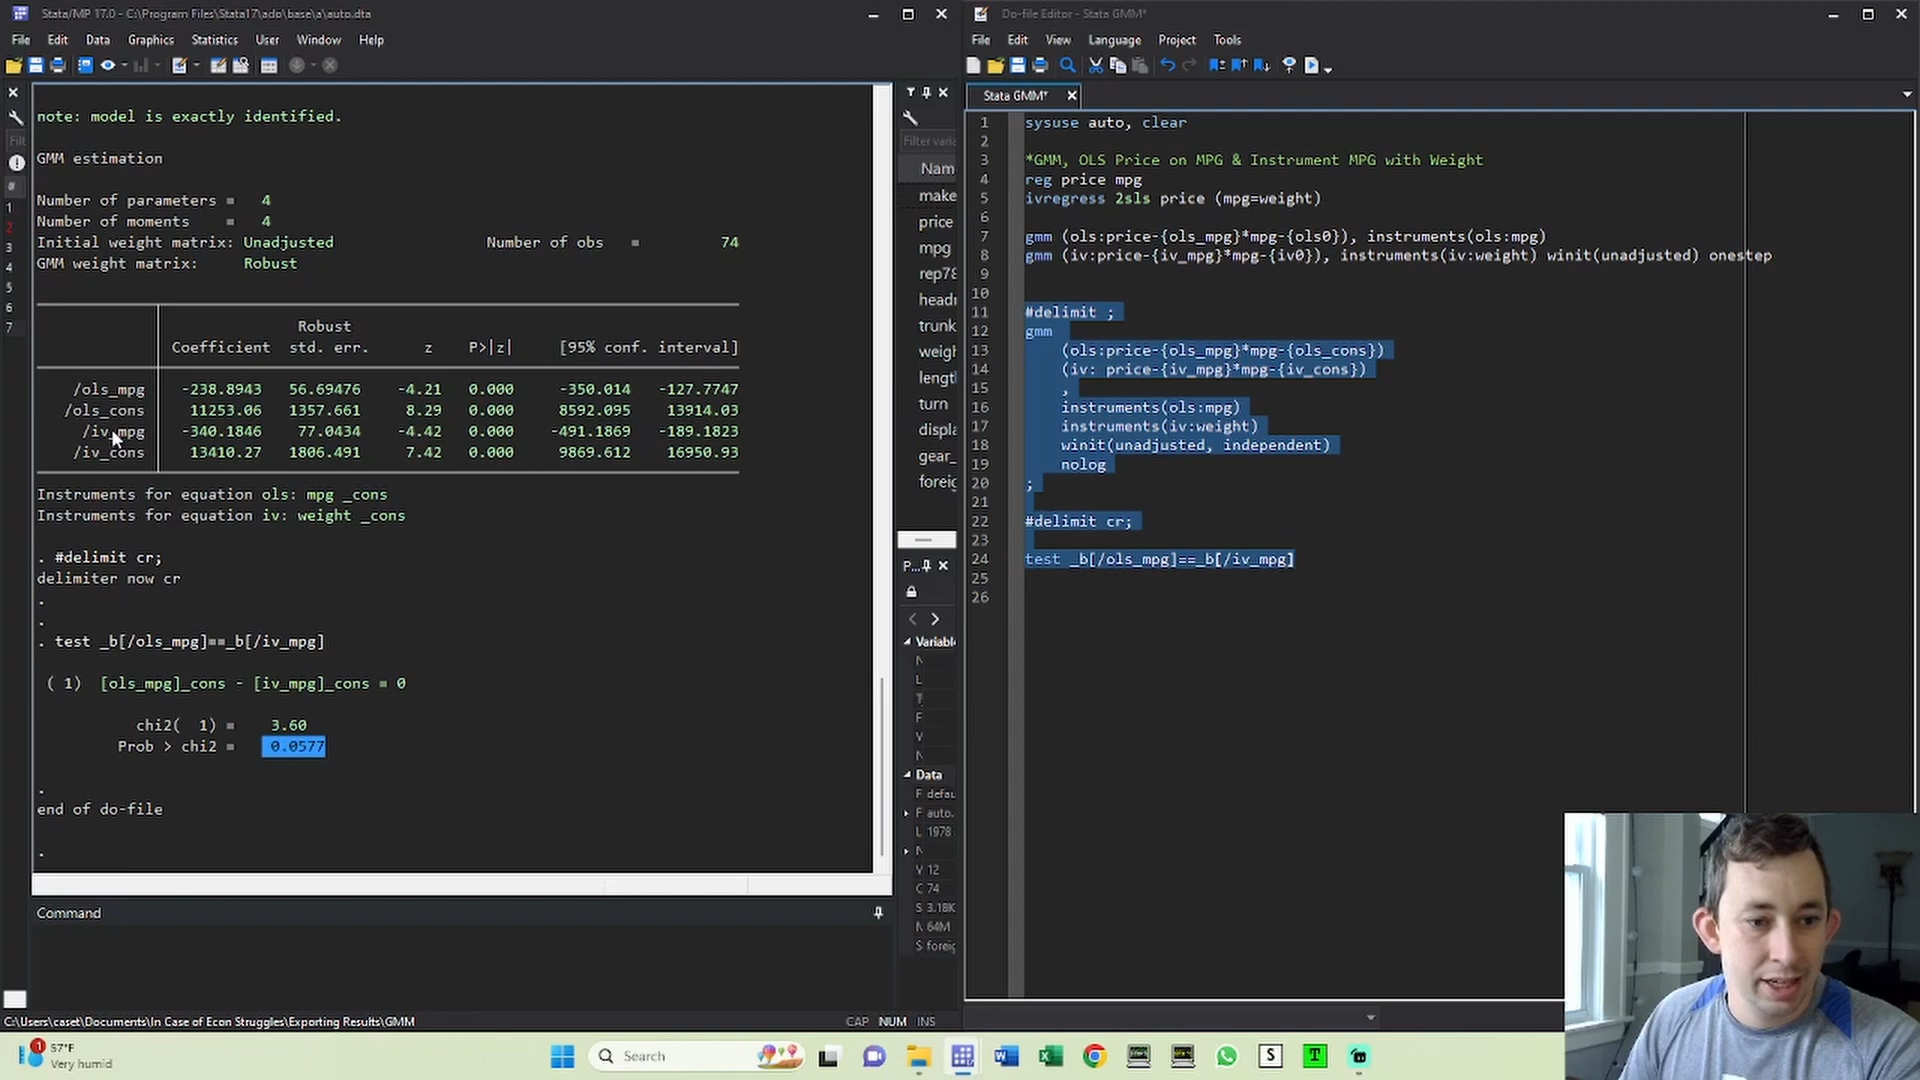 Stata/MP 17.0 - C:\Program Files\Stata17\ado\base\a\auto.dta
File Edit Data Graphics Statistics User Window Help
note: model is exactly identified.
GMM estimation
Number of parameters = 4
Number of moments = 4
Initial weight matrix: Unadjusted Number of obs = 74
GMM weight matrix: Robust
Robust
Coefficient std. err. z P>|z| [95% conf. interval]
/ols_mpg -238.8943 56.69476 -4.21 0.000 -350.014 -127.7747
/ols_cons 11253.06 1357.661 8.29 0.000 8592.095 13914.03
/iv_mpg -340.1846 77.0434 -4.42 0.000 -491.1869 -189.1823
/iv_cons 13410.27 1806.491 7.42 0.000 9869.612 16950.93
Instruments for equation ols: mpg _cons
Instruments for equation iv: weight _cons
. #delimit cr;
delimiter now cr
.
.
. test _b[/ols_mpg]==_b[/iv_mpg]
( 1) [ols_mpg]_cons - [iv_mpg]_cons = 0
chi2( 1) = 3.60
Prob > chi2 = 0.0577
.
end of do-file
.
Command
C:\Users\caset\Documents\In Case of Econ Struggles\Exporting Results\GMM
CAP NUM INS
Filt
#
1
2
3
4
5
6
7
Filter varia
Nam
make
price
mpg
rep78
headr
trunk
weigh
length
turn
displa
gear_
foreig
P...
Variabl
N
L
T
F
V
N
Data
F defau
F auto.
L 1978
N
V 12
C 74
S 3.18K
M 64M
S foreig
Do-file Editor - Stata GMM*
File Edit View Language Project Tools
Stata GMM*
1 sysuse auto, clear
2
3 *GMM, OLS Price on MPG & Instrument MPG with Weight
4 reg price mpg
5 ivregress 2sls price (mpg=weight)
6
7 gmm (ols:price-{ols_mpg}*mpg-{ols0}), instruments(ols:mpg)
8 gmm (iv:price-{iv_mpg}*mpg-{iv0}), instruments(iv:weight) winit(unadjusted) onestep
9
10
11 #delimit ;
12 gmm
13 (ols:price-{ols_mpg}*mpg-{ols_cons})
14 (iv: price-{iv_mpg}*mpg-{iv_cons})
15 ,
16 instruments(ols:mpg)
17 instruments(iv:weight)
18 winit(unadjusted, independent)
19 nolog
20 ;
21
22 #delimit cr;
23
24 test _b[/ols_mpg]==_b[/iv_mpg]
25
26
1
57°F
Very humid
Search
S
T